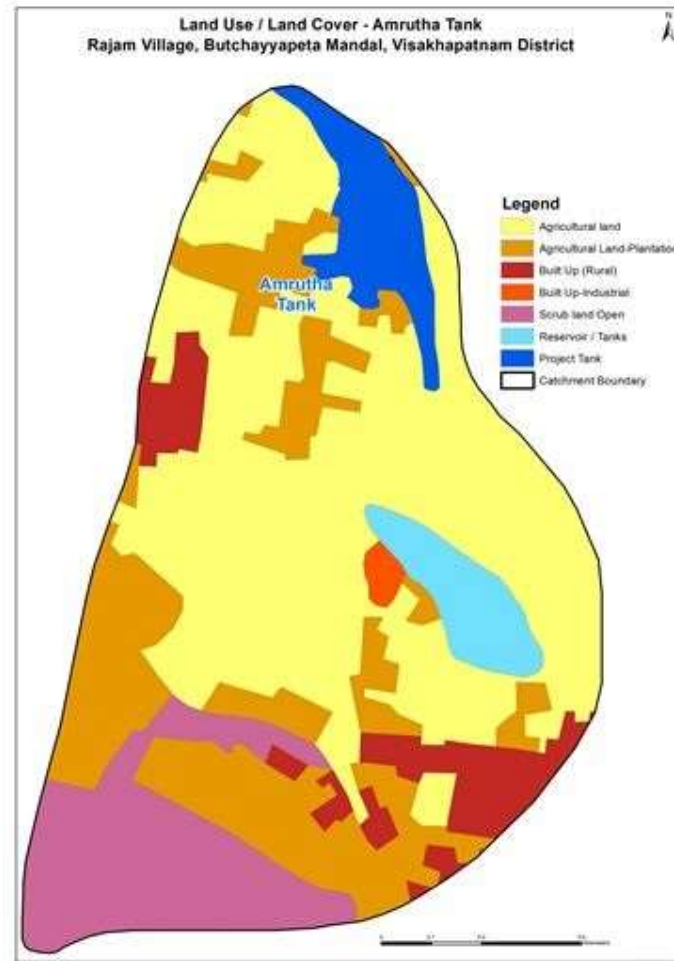 Land Use / Land Cover - Amrutha Tank
Rajam Village, Butchayyapeta Mandal, Visakhapatnam District
N
Legend
Agricultural land
Agricultural Land-Plantation
Built Up (Rural)
Built Up-Industrial
Scrub land Open
Reservoir / Tanks
Project Tank
Catchment Boundary
Amrutha
Tank